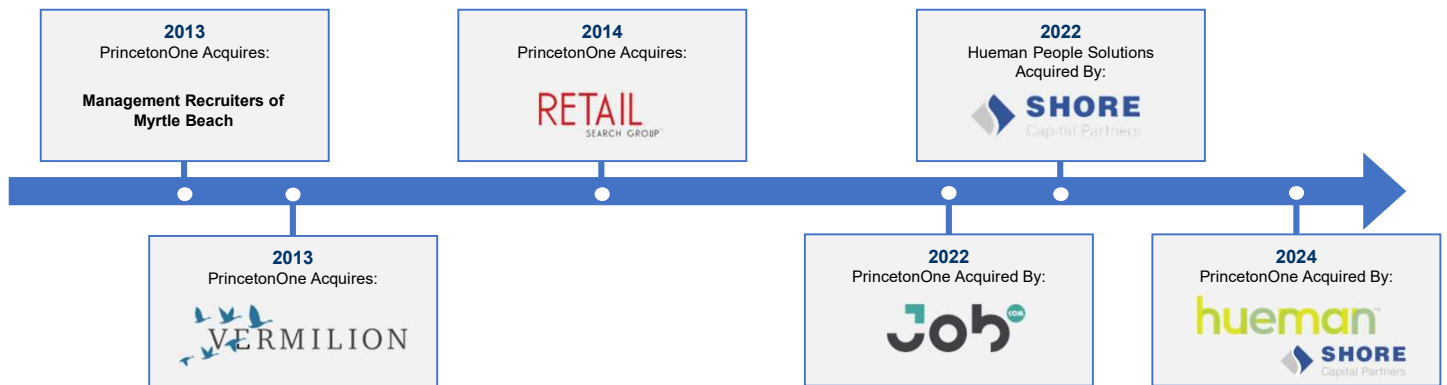 2013
PrincetonOne Acquires:
Management Recruiters of
Myrtle Beach
2014
PrincetonOne Acquires:
RETAIL
SEARCH GROUP
2022
Hueman People Solutions
Acquired By:
SHORE
Capital Partners
2013
PrincetonOne Acquires:
VERMILION
2022
PrincetonOne Acquired By:
Job.COM
2024
PrincetonOne Acquired By:
hueman™
SHORE
Capital Partners